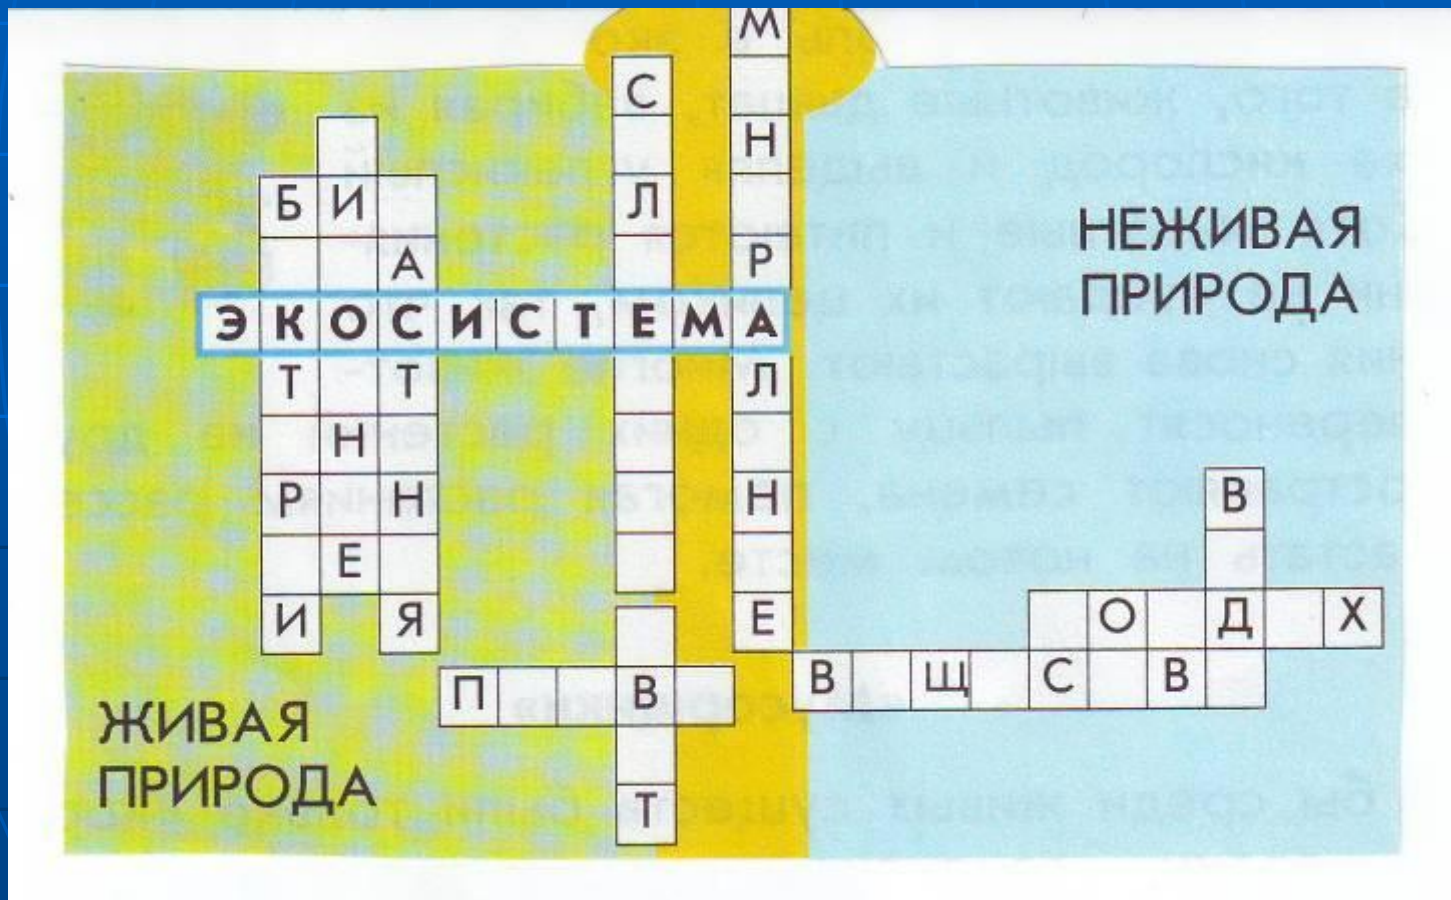 М
С
Н
Б И Л
А Р
НЕЖИВАЯ
ПРИРОДА
ЭКОСИСТЕМА
Т Т Л
Н
Р Н Н В
Е
И Я Е О Д Х
П В В Щ С В
ЖИВАЯ
ПРИРОДА
Т